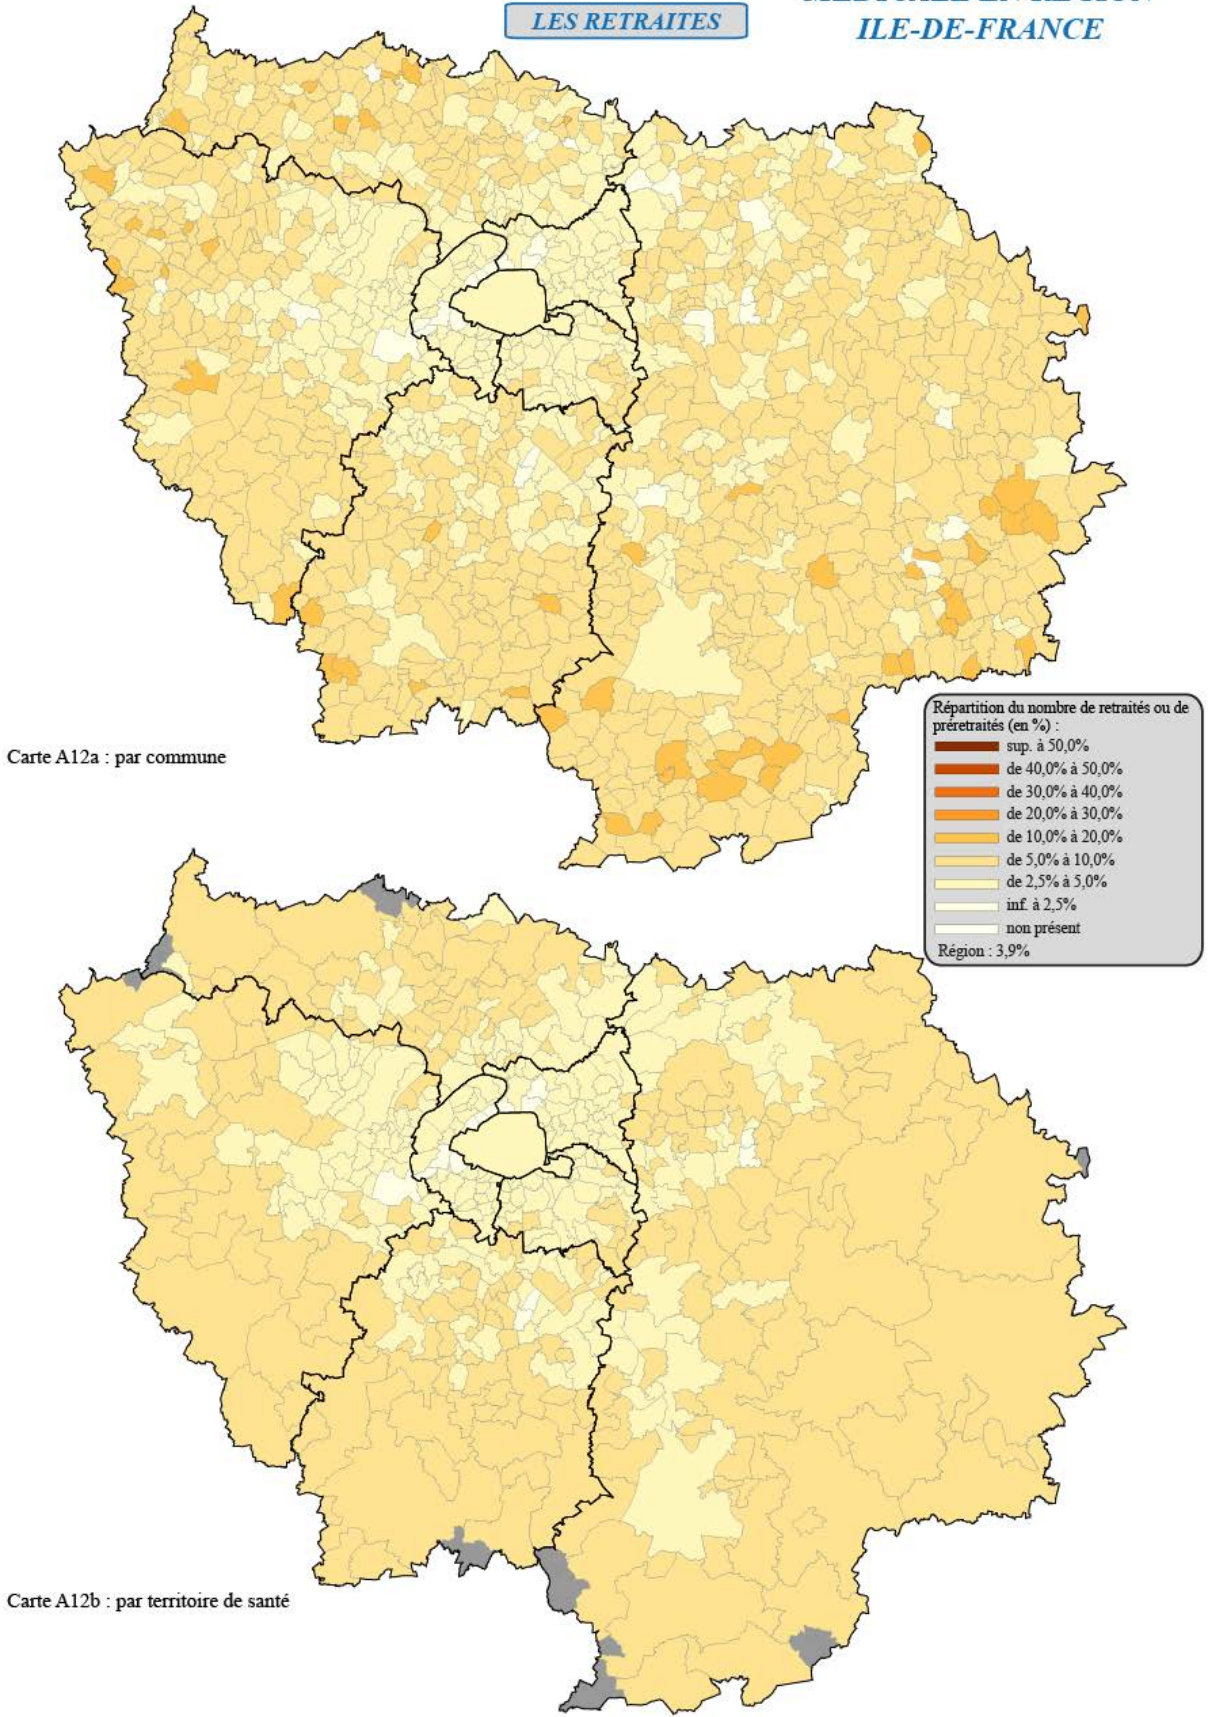 LES RETRAITES
ILE-DE-FRANCE
Carte A12a : par commune
Répartition du nombre de retraités ou de
préretraités (en %) :
sup. à 50,0%
de 40,0% à 50,0%
de 30,0% à 40,0%
de 20,0% à 30,0%
de 10,0% à 20,0%
de 5,0% à 10,0%
de 2,5% à 5,0%
inf. à 2,5%
non présent
Région : 3,9%
Carte A12b : par territoire de santé